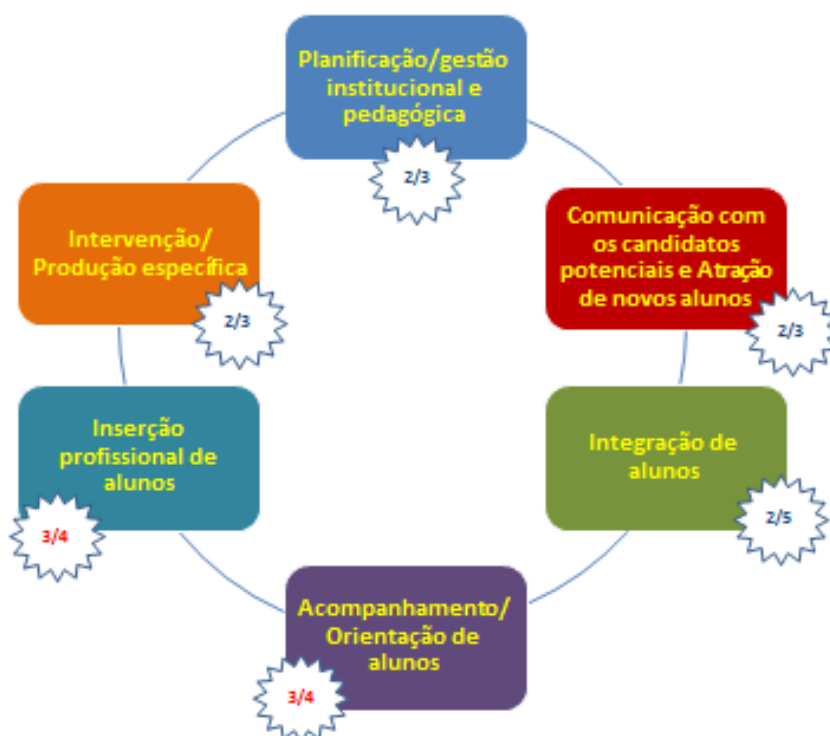 Planificação/gestão
institucional e
pedagógica
2/3
Comunicação com
os candidatos
potenciais e Atração
de novos alunos
2/3
Integração de
alunos
2/5
Acompanhamento/
Orientação de
alunos
3/4
Inserção
profissional de
alunos
3/4
Intervenção/
Produção específica
2/3